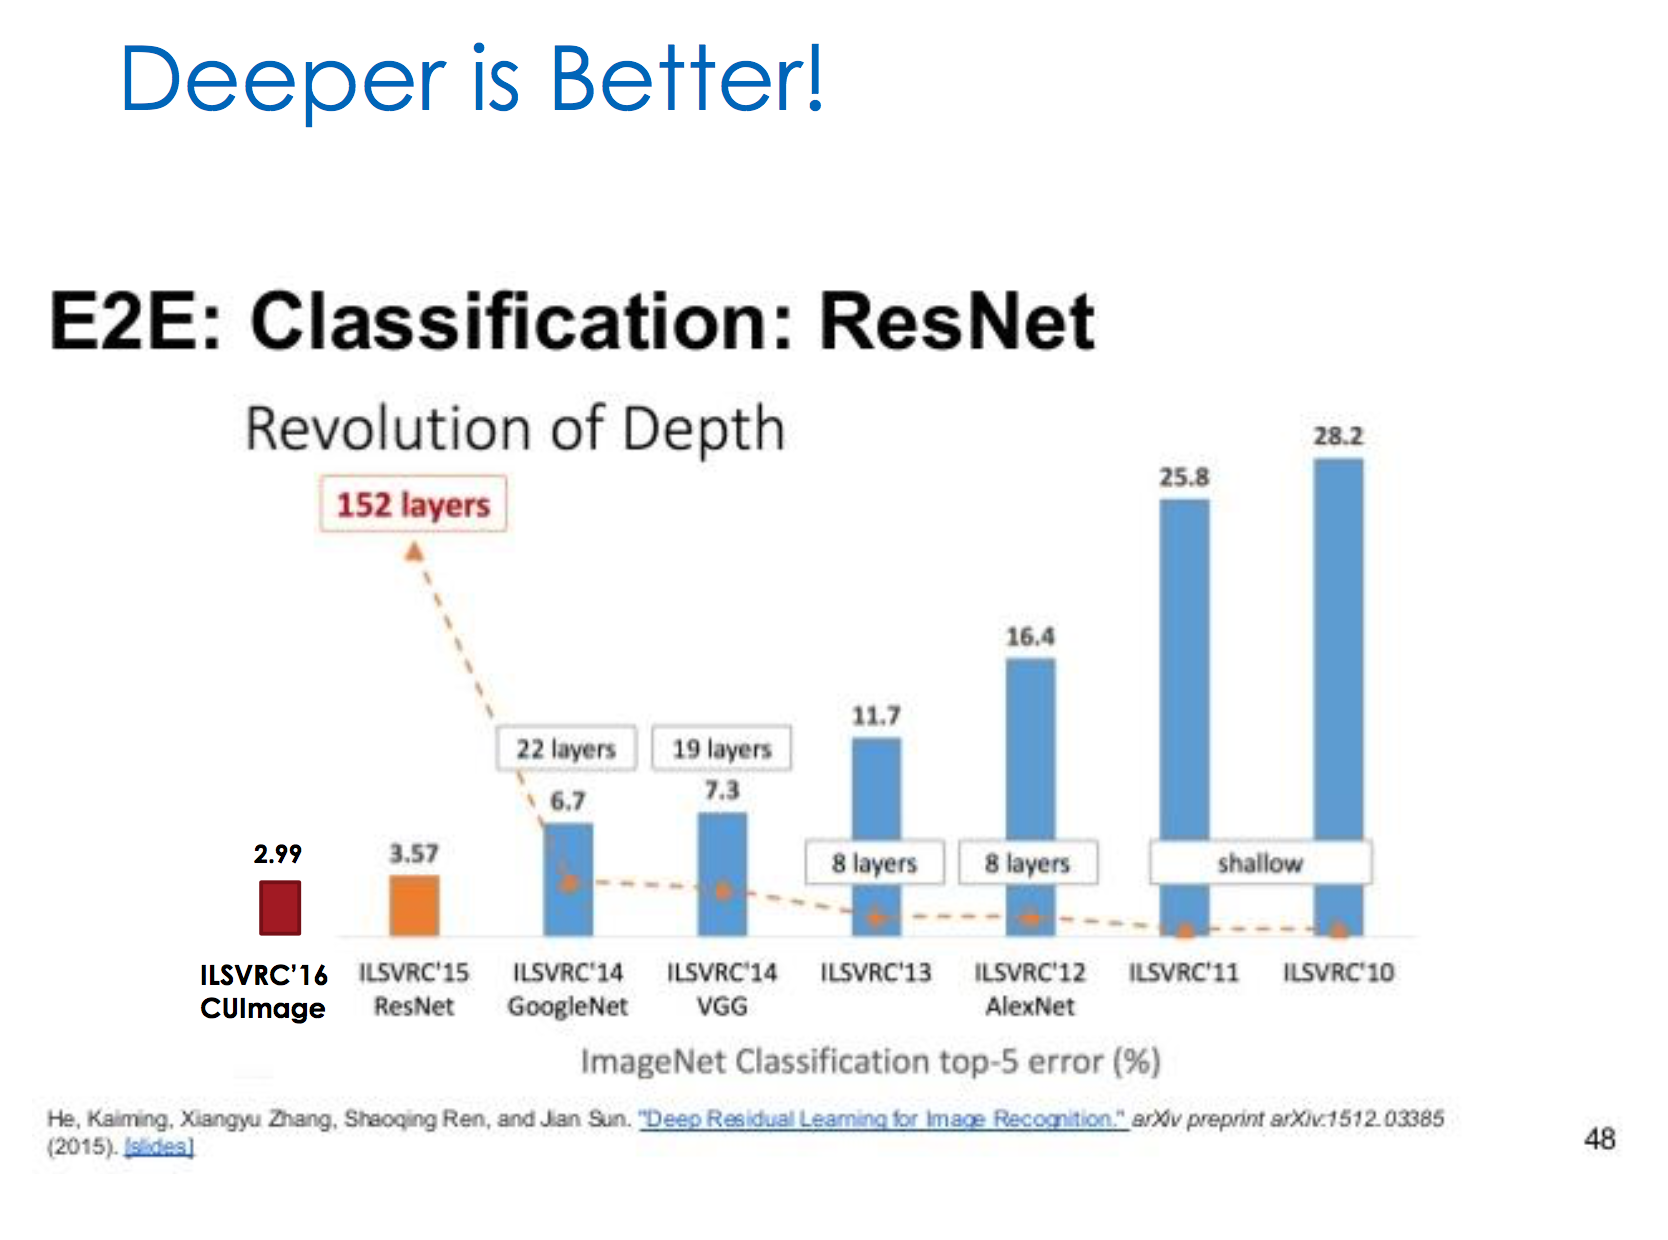 Deeper is Better!
E2E: Classification: ResNet
Revolution of Depth
28.2
25.8
152 layers
16.4
11.7
22 layers
19 layers
7.3
6.7
2.99
3.57
8 layers
8 layers
shallow
ILSVRC'16
CUImage
ILSVRC'15
ResNet
ILSVRC'14
GoogleNet
ILSVRC'14
VGG
ILSVRC'13
ILSVRC'12
AlexNet
ILSVRC'11
ILSVRC'10
ImageNet Classification top-5 error (%)
He, Kaiming, Xiangyu Zhang, Shaoqing Ren, and Jian Sun. "Deep Residual Learning for Image Recognition." arXiv preprint arXiv:1512.03385
(2015). [slides]
48